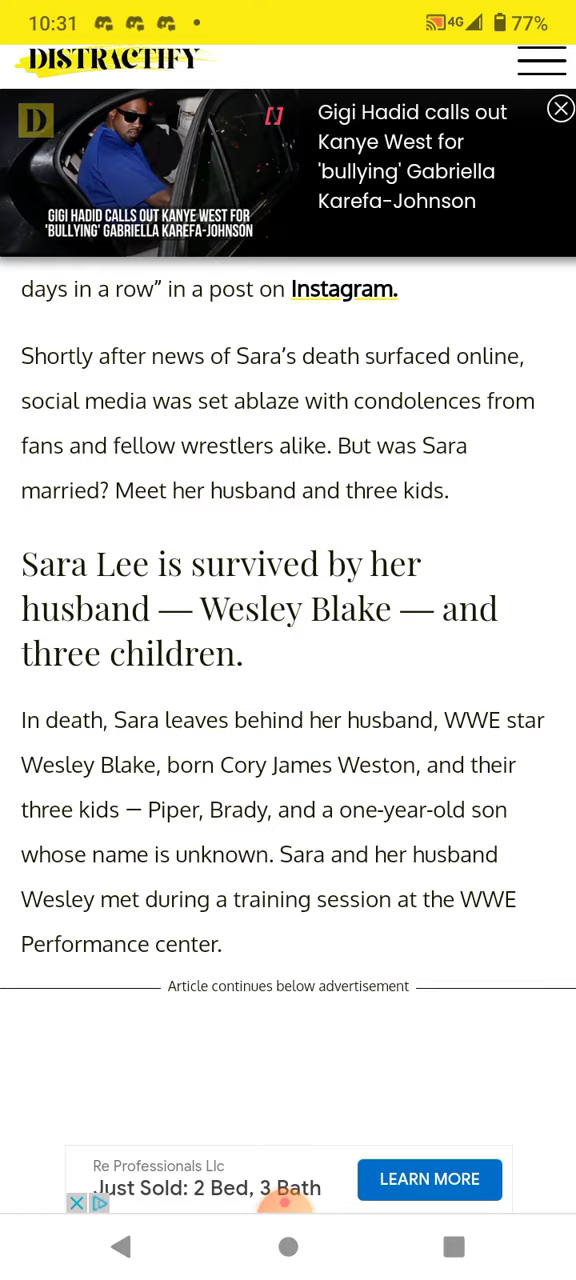 10:31
4G
77%
DISTRACTIFY
D
GIGI HADID CALLS OUT KANYE WEST FOR
'BULLYING' GABRIELLA KAREFA-JOHNSON
Gigi Hadid calls out
Kanye West for
'bullying' Gabriella
Karefa-Johnson
days in a row” in a post on Instagram.
Shortly after news of Sara’s death surfaced online,
social media was set ablaze with condolences from
fans and fellow wrestlers alike. But was Sara
married? Meet her husband and three kids.
Sara Lee is survived by her
husband — Wesley Blake — and
three children.
In death, Sara leaves behind her husband, WWE star
Wesley Blake, born Cory James Weston, and their
three kids — Piper, Brady, and a one-year-old son
whose name is unknown. Sara and her husband
Wesley met during a training session at the WWE
Performance center.
Article continues below advertisement
Re Professionals Llc
Just Sold: 2 Bed, 3 Bath
LEARN MORE